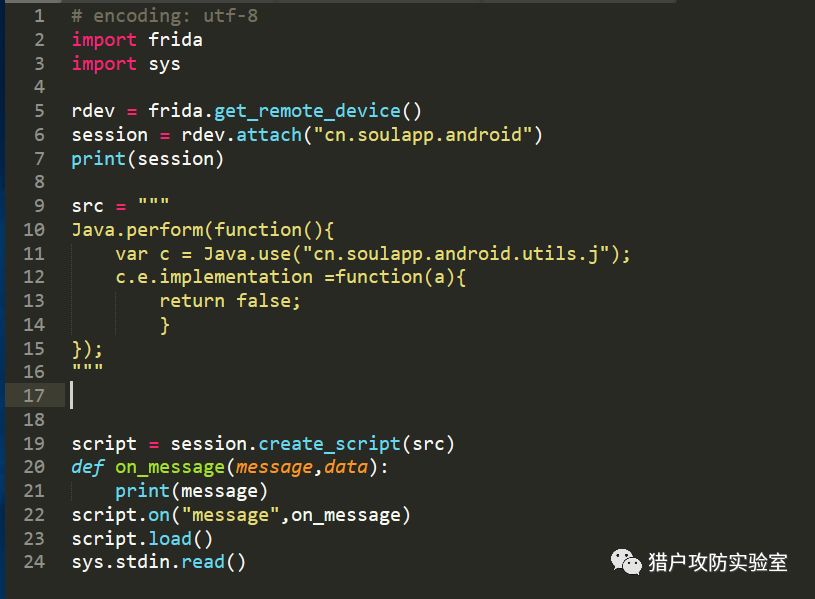 1 # encoding: utf-8
2 import frida
3 import sys
4
5 rdev = frida.get_remote_device()
6 session = rdev.attach("cn.soulapp.android")
7 print(session)
8
9 src = """
10 Java.perform(function(){
11     var c = Java.use("cn.soulapp.android.utils.j");
12     c.e.implementation =function(a){
13         return false;
14         }
15 });
16 """
17
18
19 script = session.create_script(src)
20 def on_message(message,data):
21     print(message)
22 script.on("message",on_message)
23 script.load()
24 sys.stdin.read()
猎户攻防实验室